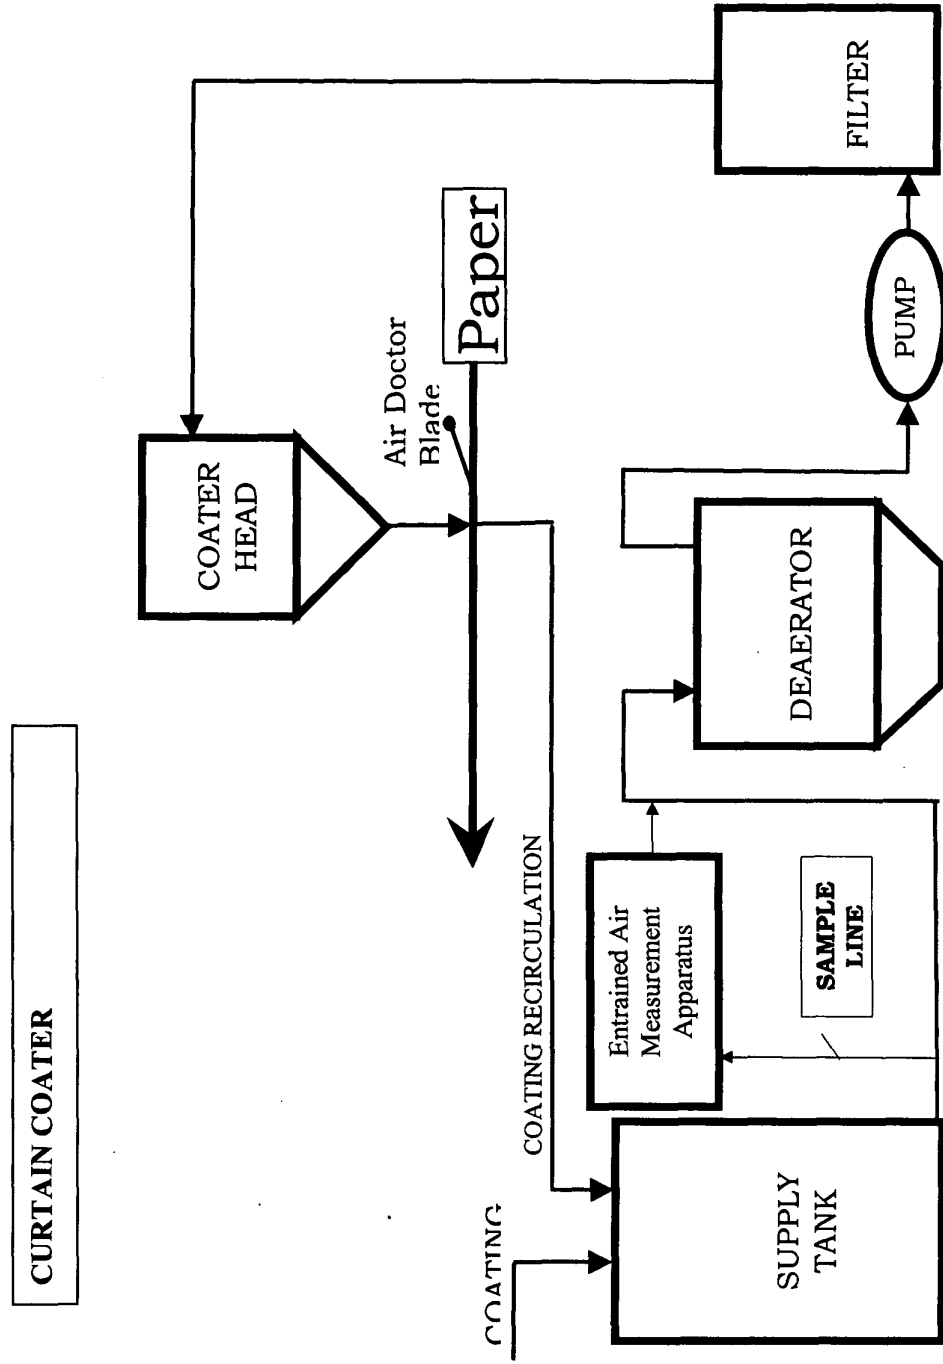 CURTAIN COATER
COATER
HEAD
Air Doctor
Blade
Paper
FILTER
PUMP
DEAERATOR
COATING RECIRCULATION
Entrained Air
Measurement
Apparatus
SAMPLE
LINE
COATING
SUPPLY
TANK